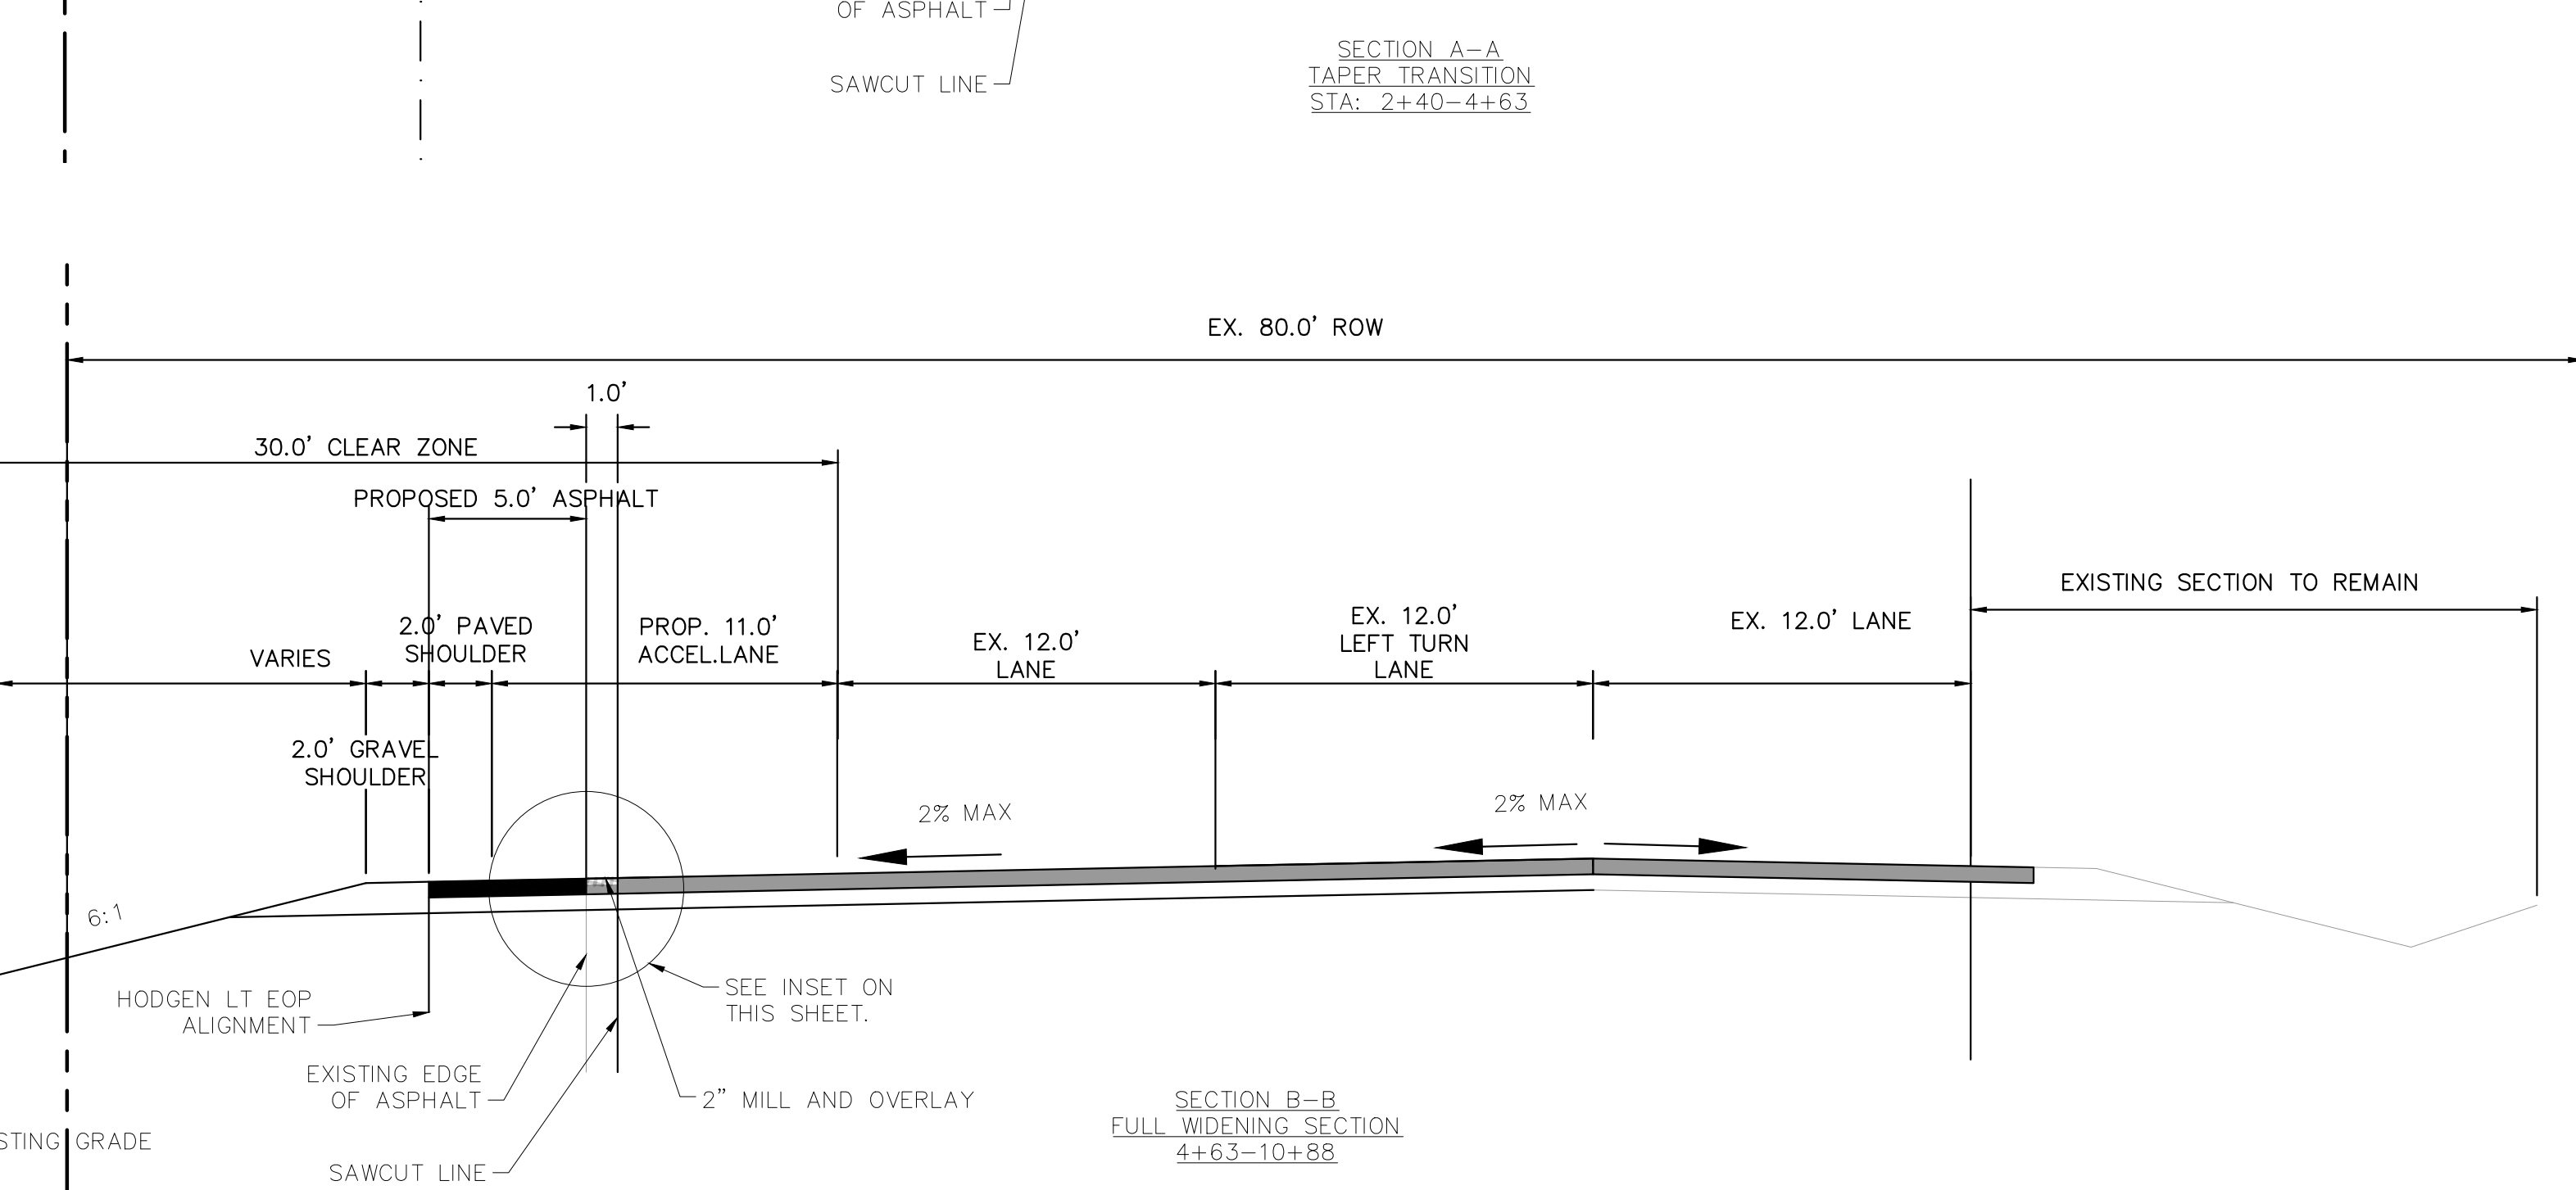 OF ASPHALT
SAWCUT LINE
SECTION A-A
TAPER TRANSITION
STA: 2+40-4+63
EX. 80.0' ROW
1.0'
30.0' CLEAR ZONE
PROPOSED 5.0' ASPHALT
EXISTING SECTION TO REMAIN
VARIES
2.0' PAVED
SHOULDER
PROP. 11.0'
ACCEL.LANE
EX. 12.0'
LANE
EX. 12.0'
LEFT TURN
LANE
EX. 12.0' LANE
2.0' GRAVEL
SHOULDER
2% MAX
2% MAX
6:1
HODGEN LT EOP
ALIGNMENT
SEE INSET ON
THIS SHEET.
EXISTING EDGE
OF ASPHALT
2" MILL AND OVERLAY
SAWCUT LINE
STING GRADE
SECTION B-B
FULL WIDENING SECTION
4+63-10+88